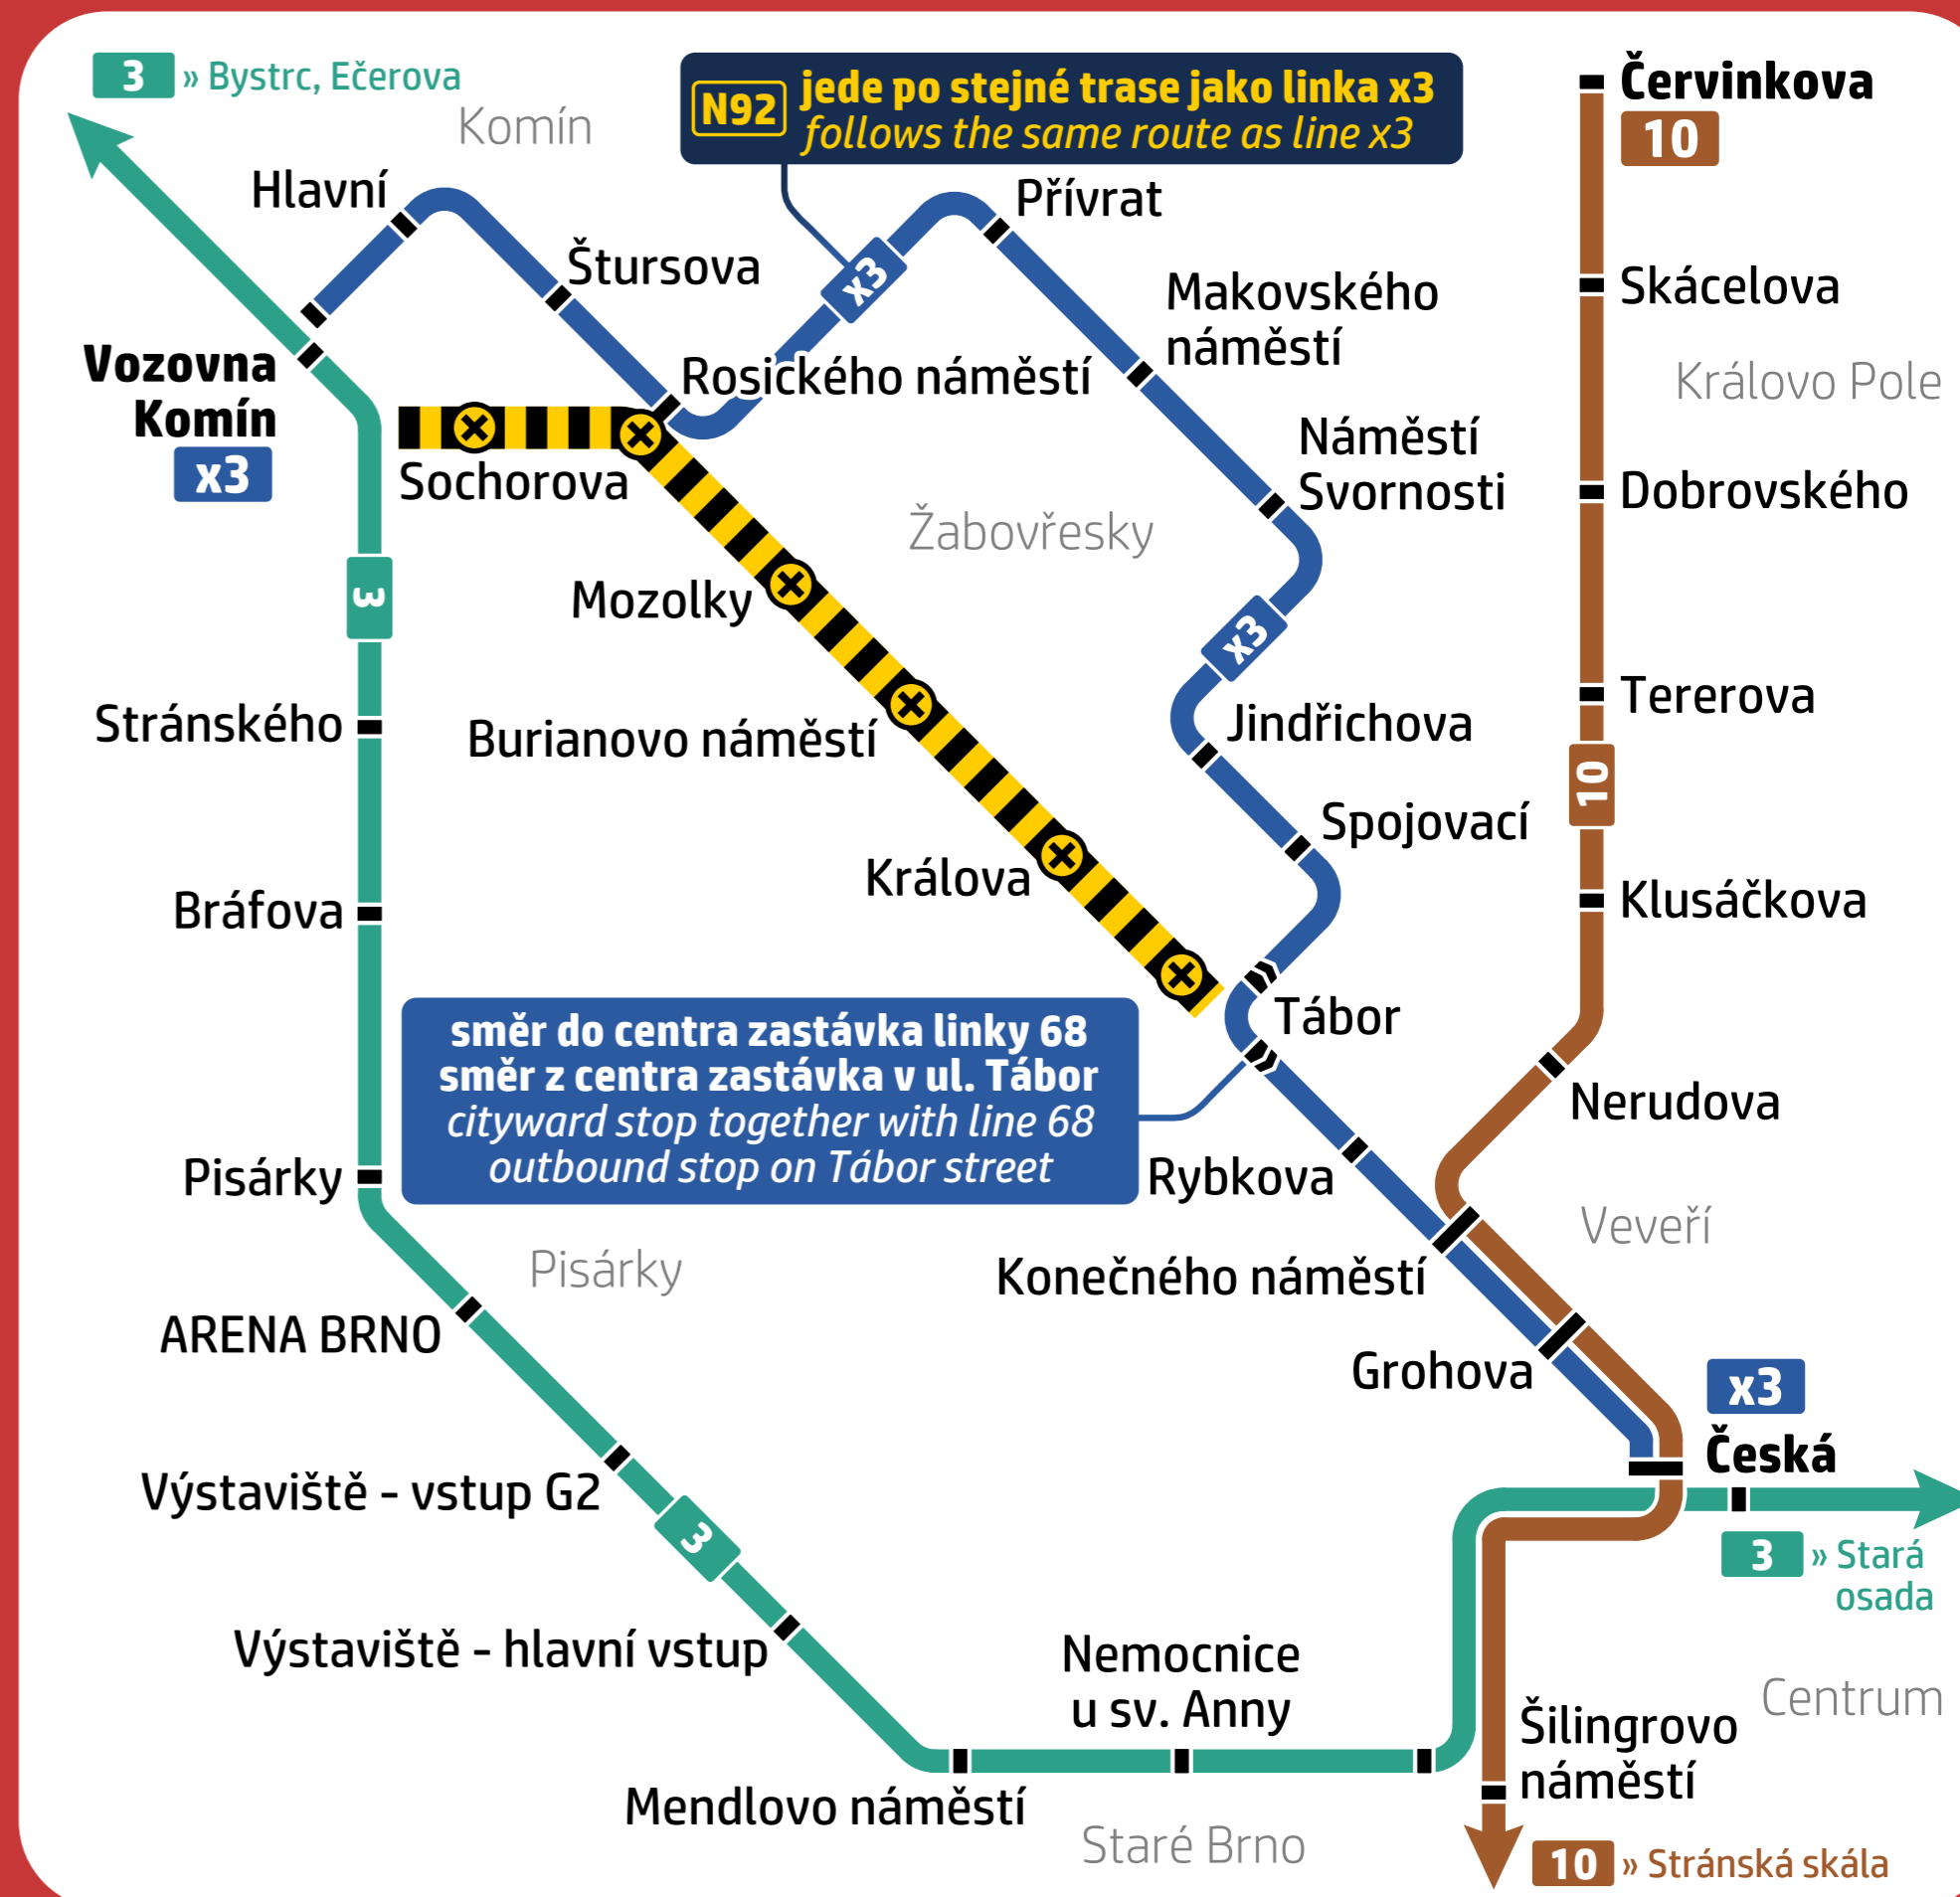 3 » Bystrc, Ečerova
Komín
N92 jede po stejné trase jako linka x3
follows the same route as line x3
Červinkova
10
Hlavní
Přívrat
Štursova
x3
Makovského
náměstí
Skácelova
Vozovna
Komín
x3
Rosického náměstí
Královo Pole
Sochorova
Náměstí
Svornosti
Dobrovského
Žabovřesky
3
Mozolky
x3
Stránského
Burianovo náměstí
Jindřichova
Tererova
10
Spojovací
Bráfova
Králova
Klusáčkova
směr do centra zastávka linky 68
směr z centra zastávka v ul. Tábor
cityward stop together with line 68
outbound stop on Tábor street
Tábor
Nerudova
Pisárky
Rybkova
Veveří
Pisárky
Konečného náměstí
ARENA BRNO
Grohova
x3
Česká
Výstaviště - vstup G2
3
3 » Stará
osada
Výstaviště - hlavní vstup
Nemocnice
u sv. Anny
Centrum
Šilingrovo
náměstí
Mendlovo náměstí
Staré Brno
10 » Stránská skála